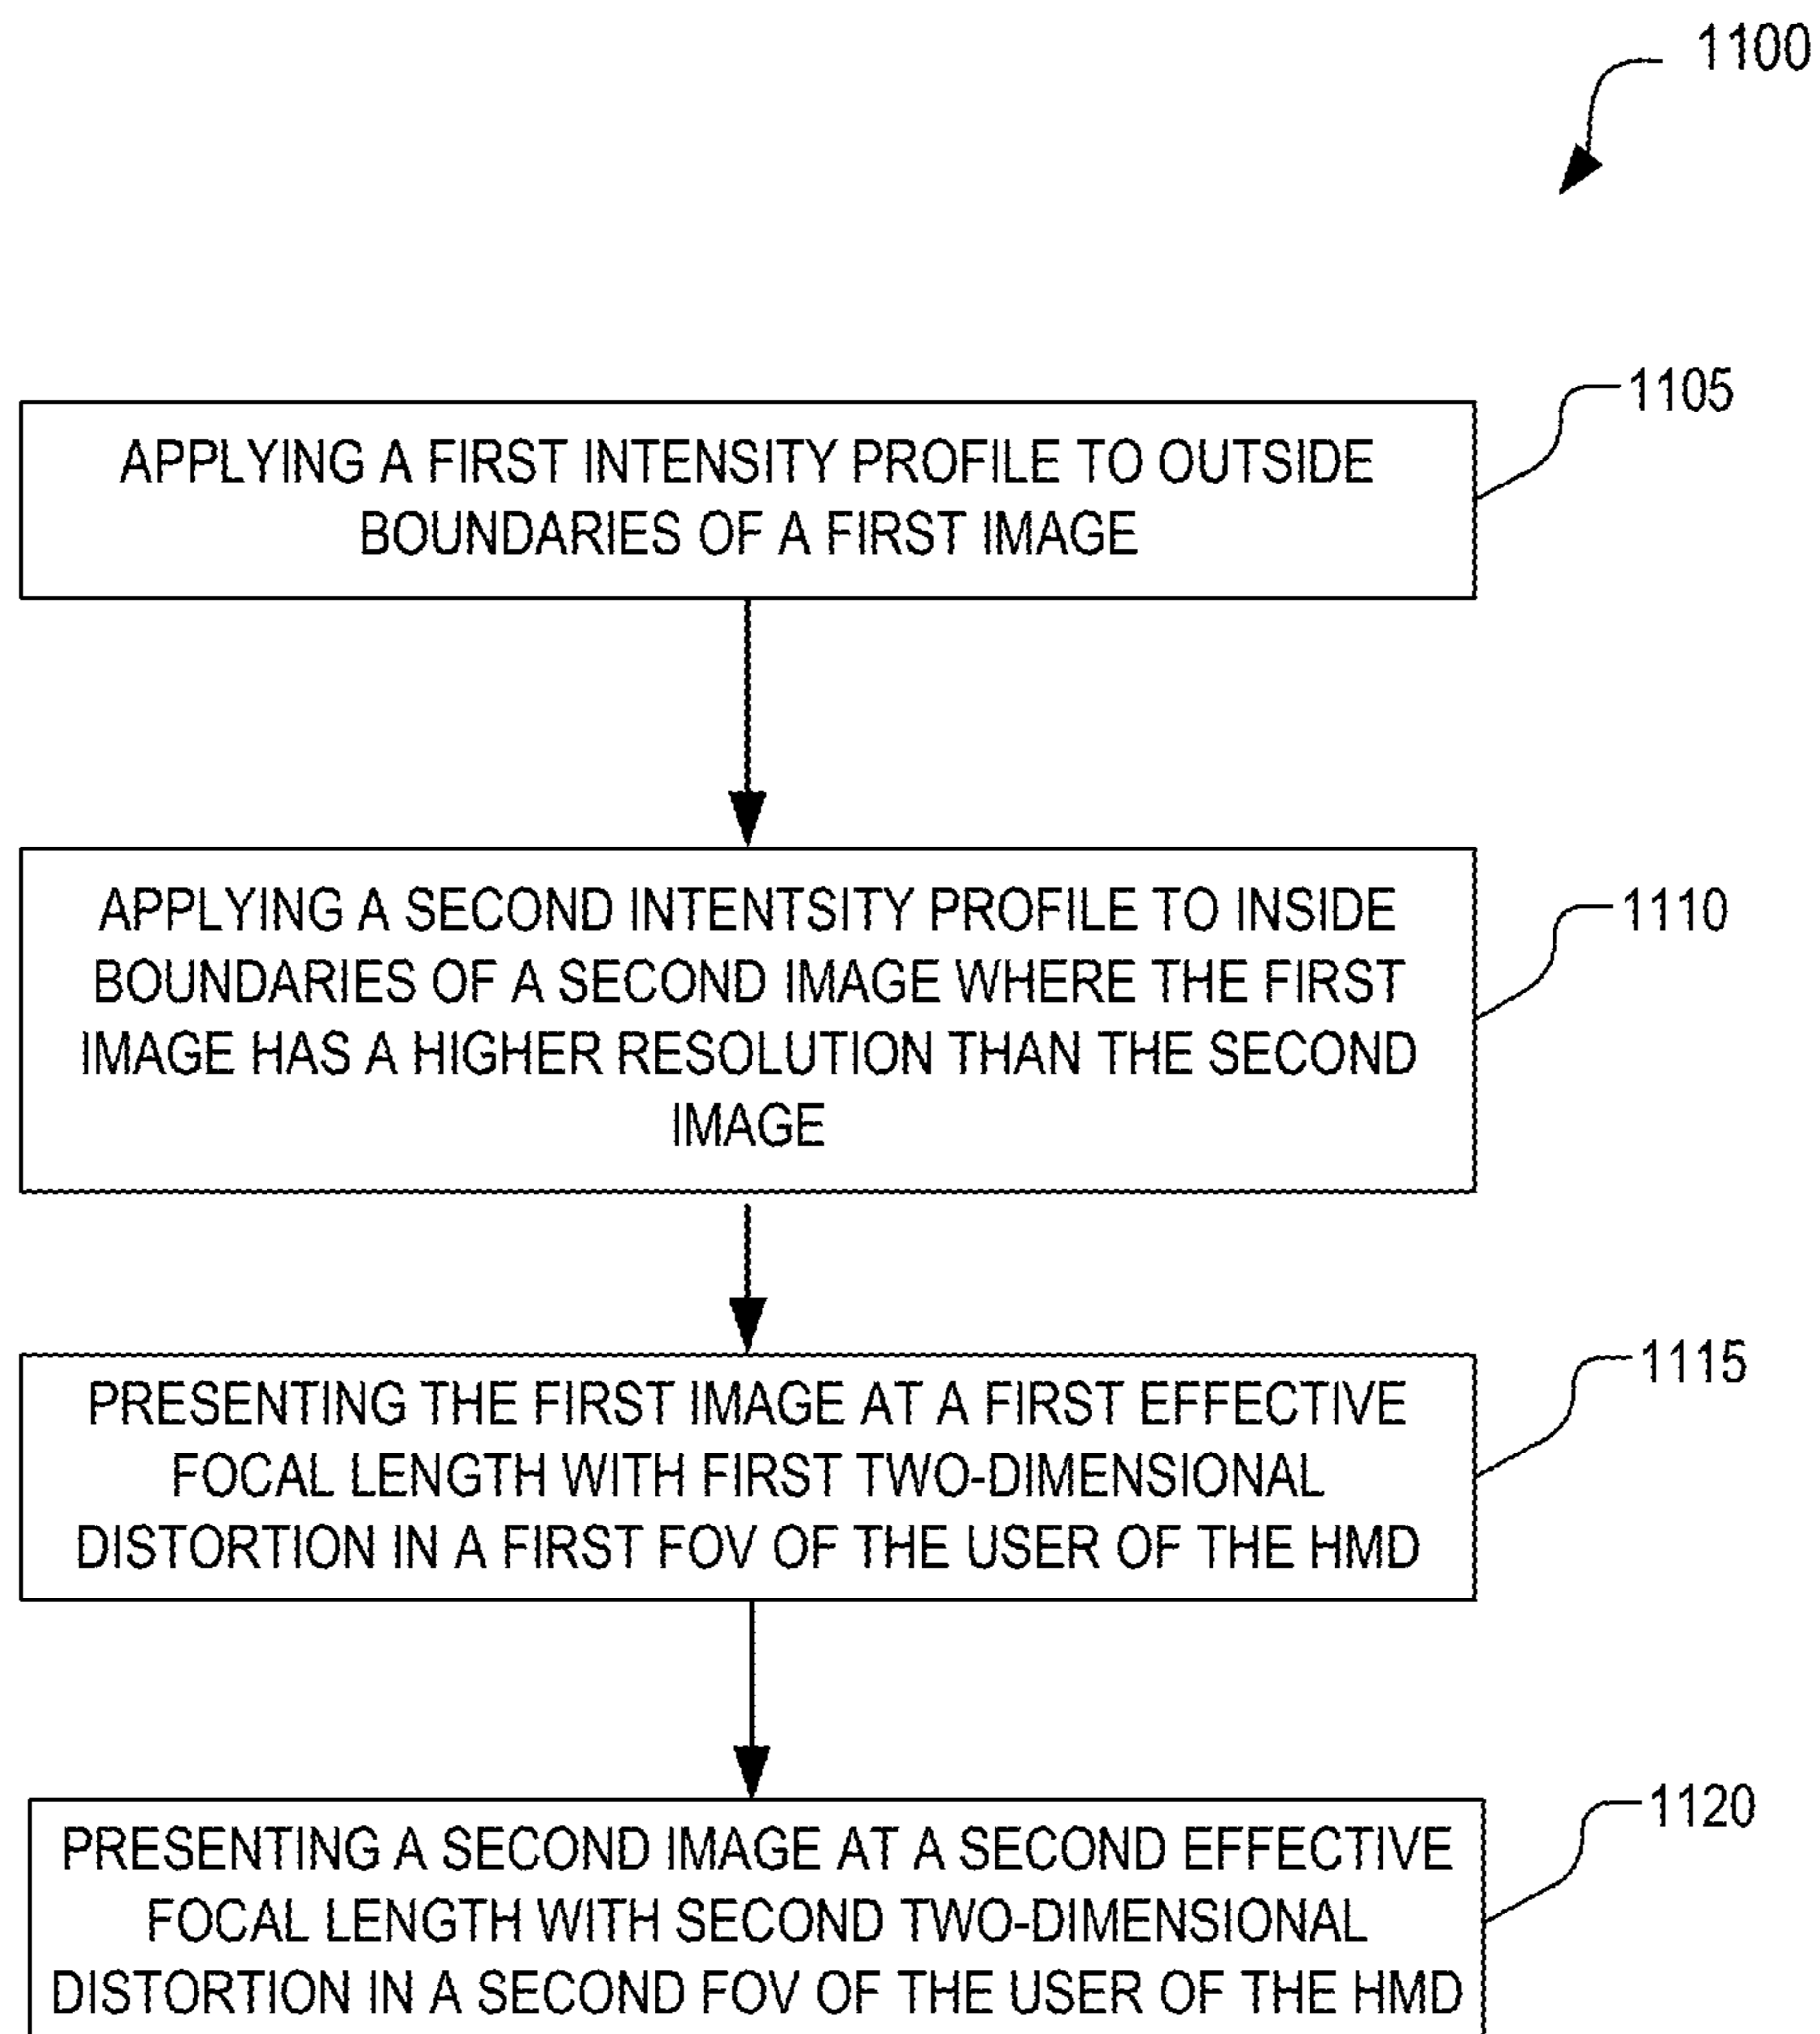 1100
1105
APPLYING A FIRST INTENSITY PROFILE TO OUTSIDE
BOUNDARIES OF A FIRST IMAGE
1110
APPLYING A SECOND INTENTSITY PROFILE TO INSIDE
BOUNDARIES OF A SECOND IMAGE WHERE THE FIRST
IMAGE HAS A HIGHER RESOLUTION THAN THE SECOND
IMAGE
1115
PRESENTING THE FIRST IMAGE AT A FIRST EFFECTIVE
FOCAL LENGTH WITH FIRST TWO-DIMENSIONAL
DISTORTION IN A FIRST FOV OF THE USER OF THE HMD
1120
PRESENTING A SECOND IMAGE AT A SECOND EFFECTIVE
FOCAL LENGTH WITH SECOND TWO-DIMENSIONAL
DISTORTION IN A SECOND FOV OF THE USER OF THE HMD